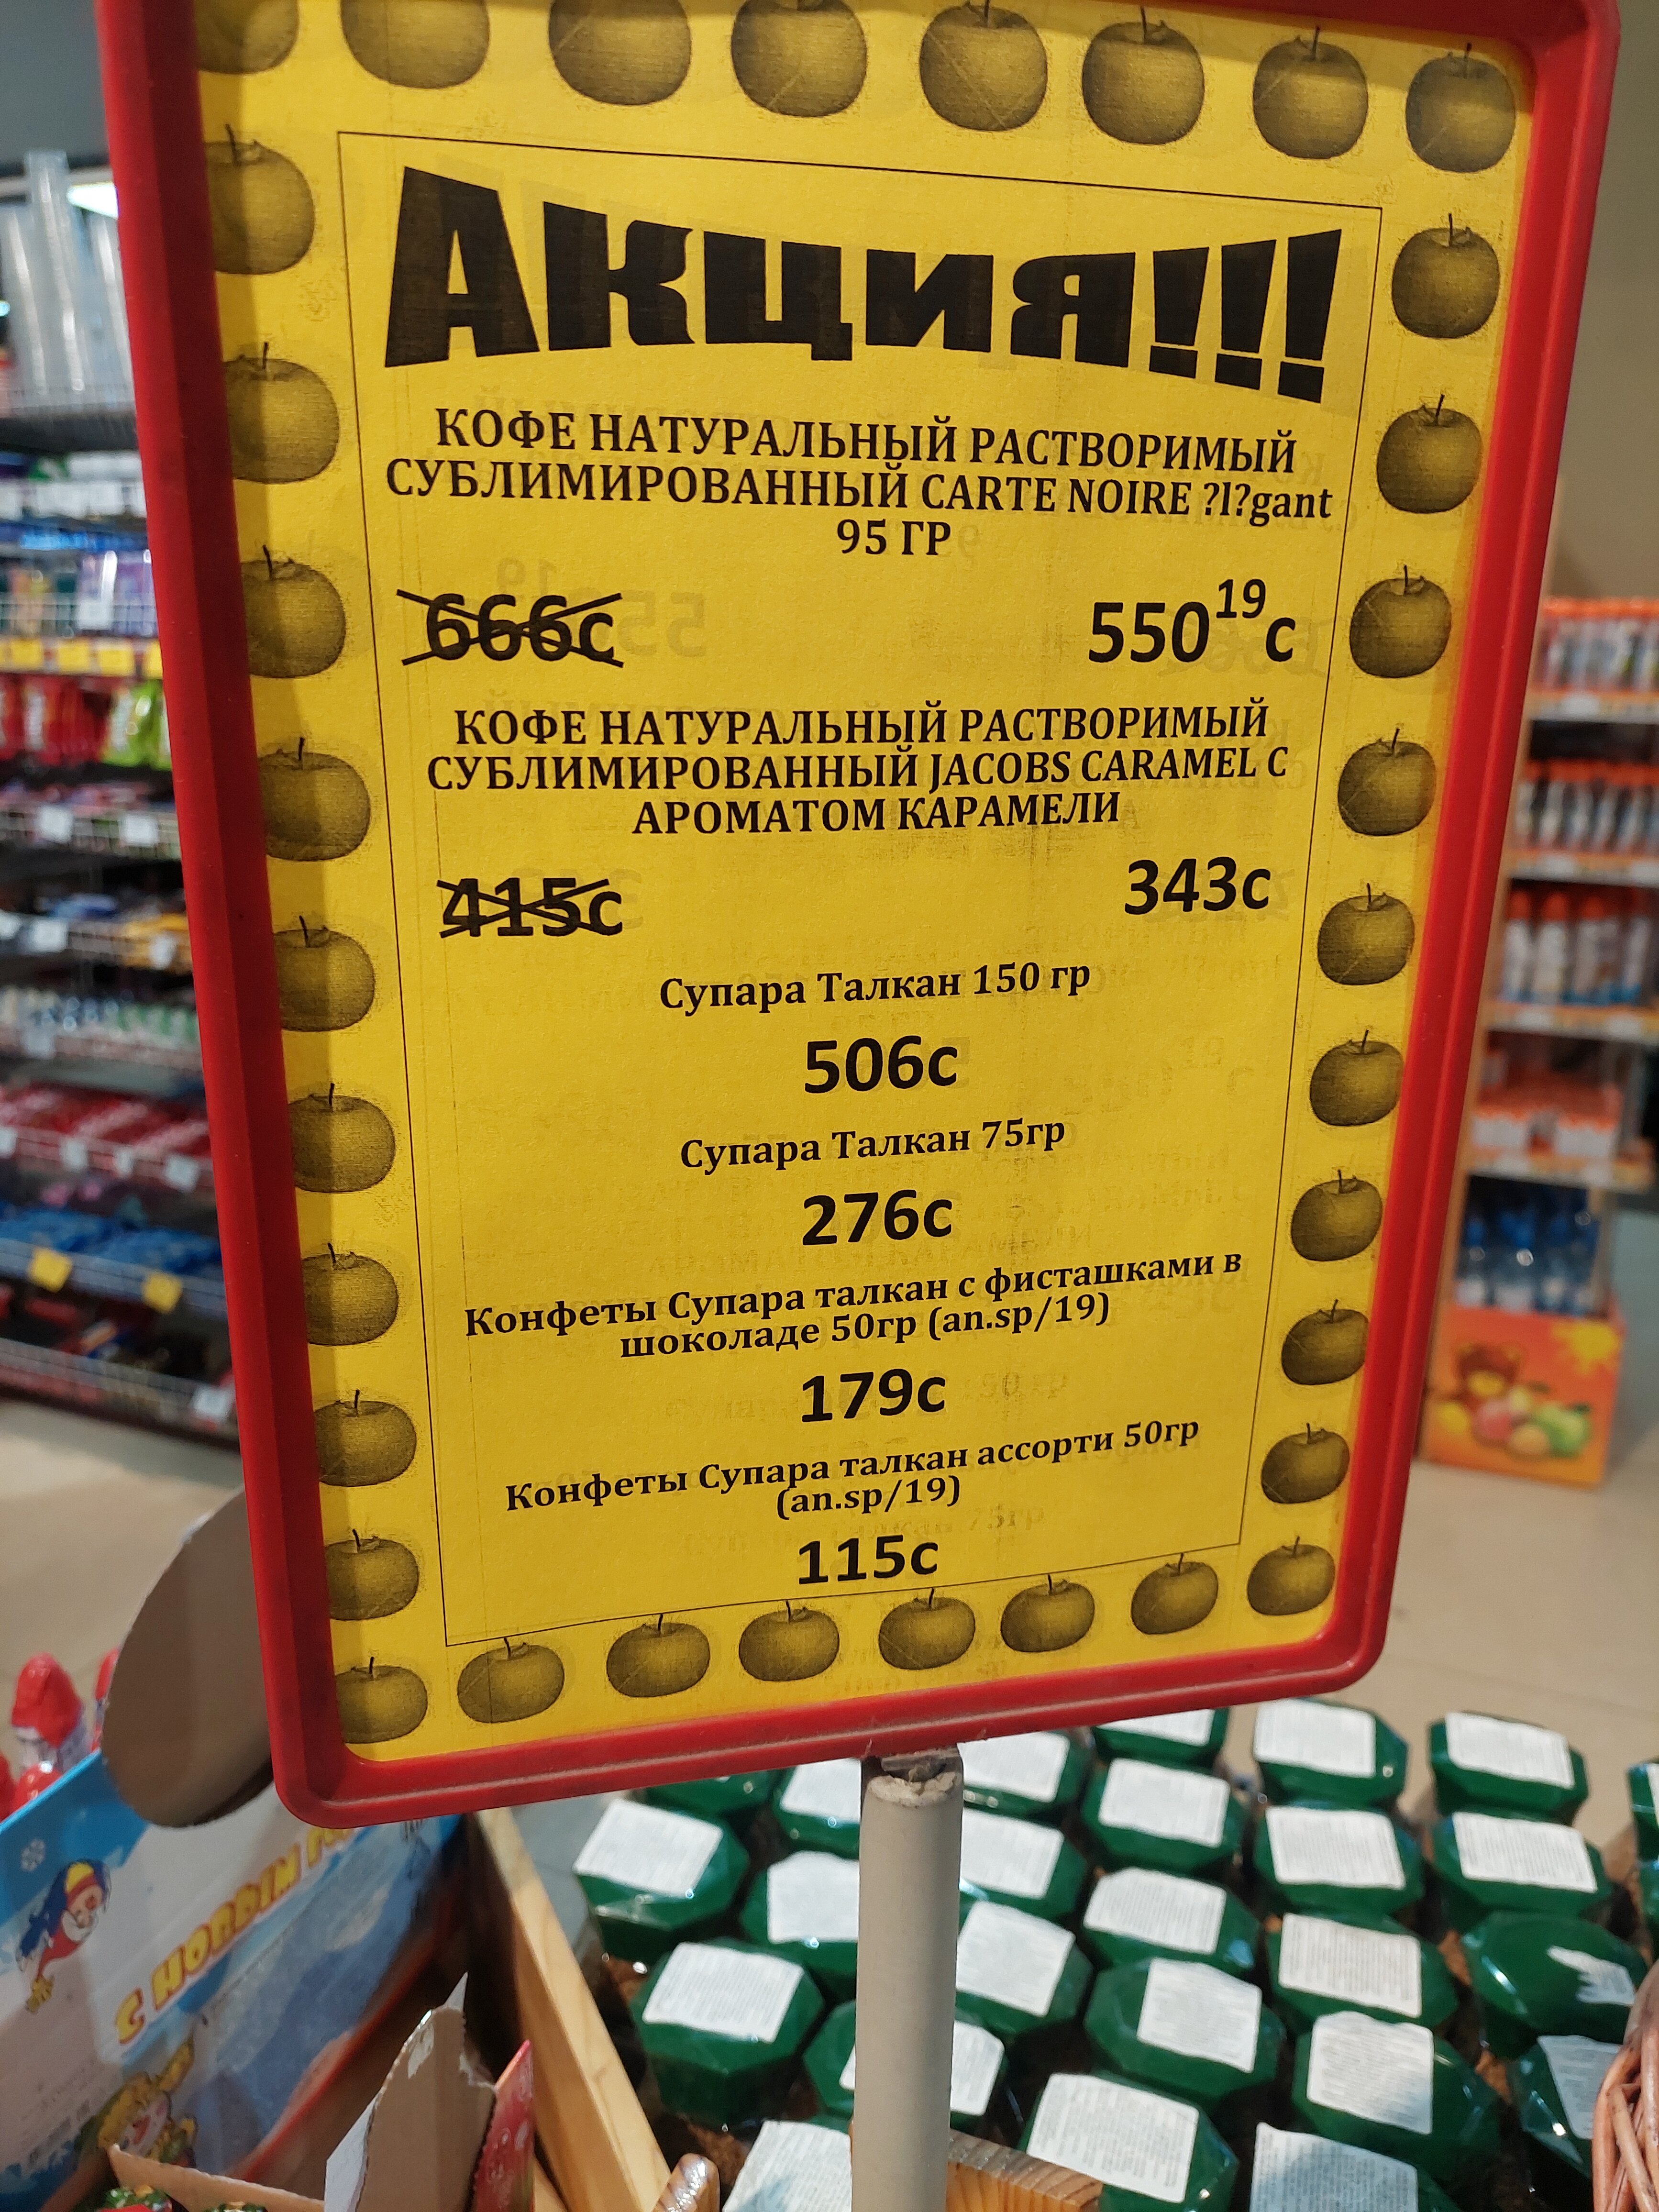 Акция!!!
КОФЕ НАТУРАЛЬНЫЙ РАСТВОРИМЫЙ
СУБЛИМИРОВАННЫЙ CARTE NOIRE ?l?gant
95 ГР
666с 550¹⁹с
КОФЕ НАТУРАЛЬНЫЙ РАСТВОРИМЫЙ
СУБЛИМИРОВАННЫЙ JACOBS CARAMEL С
АРОМАТОМ КАРАМЕЛИ
415с 343с
Супара Талкан 150 гр
506с
Супара Талкан 75гр
276с
Конфеты Супара талкан с фисташками в
шоколаде 50гр (an.sp/19)
179с
Конфеты Супара талкан ассорти 50гр
(an.sp/19)
115с
С НОВЫМ